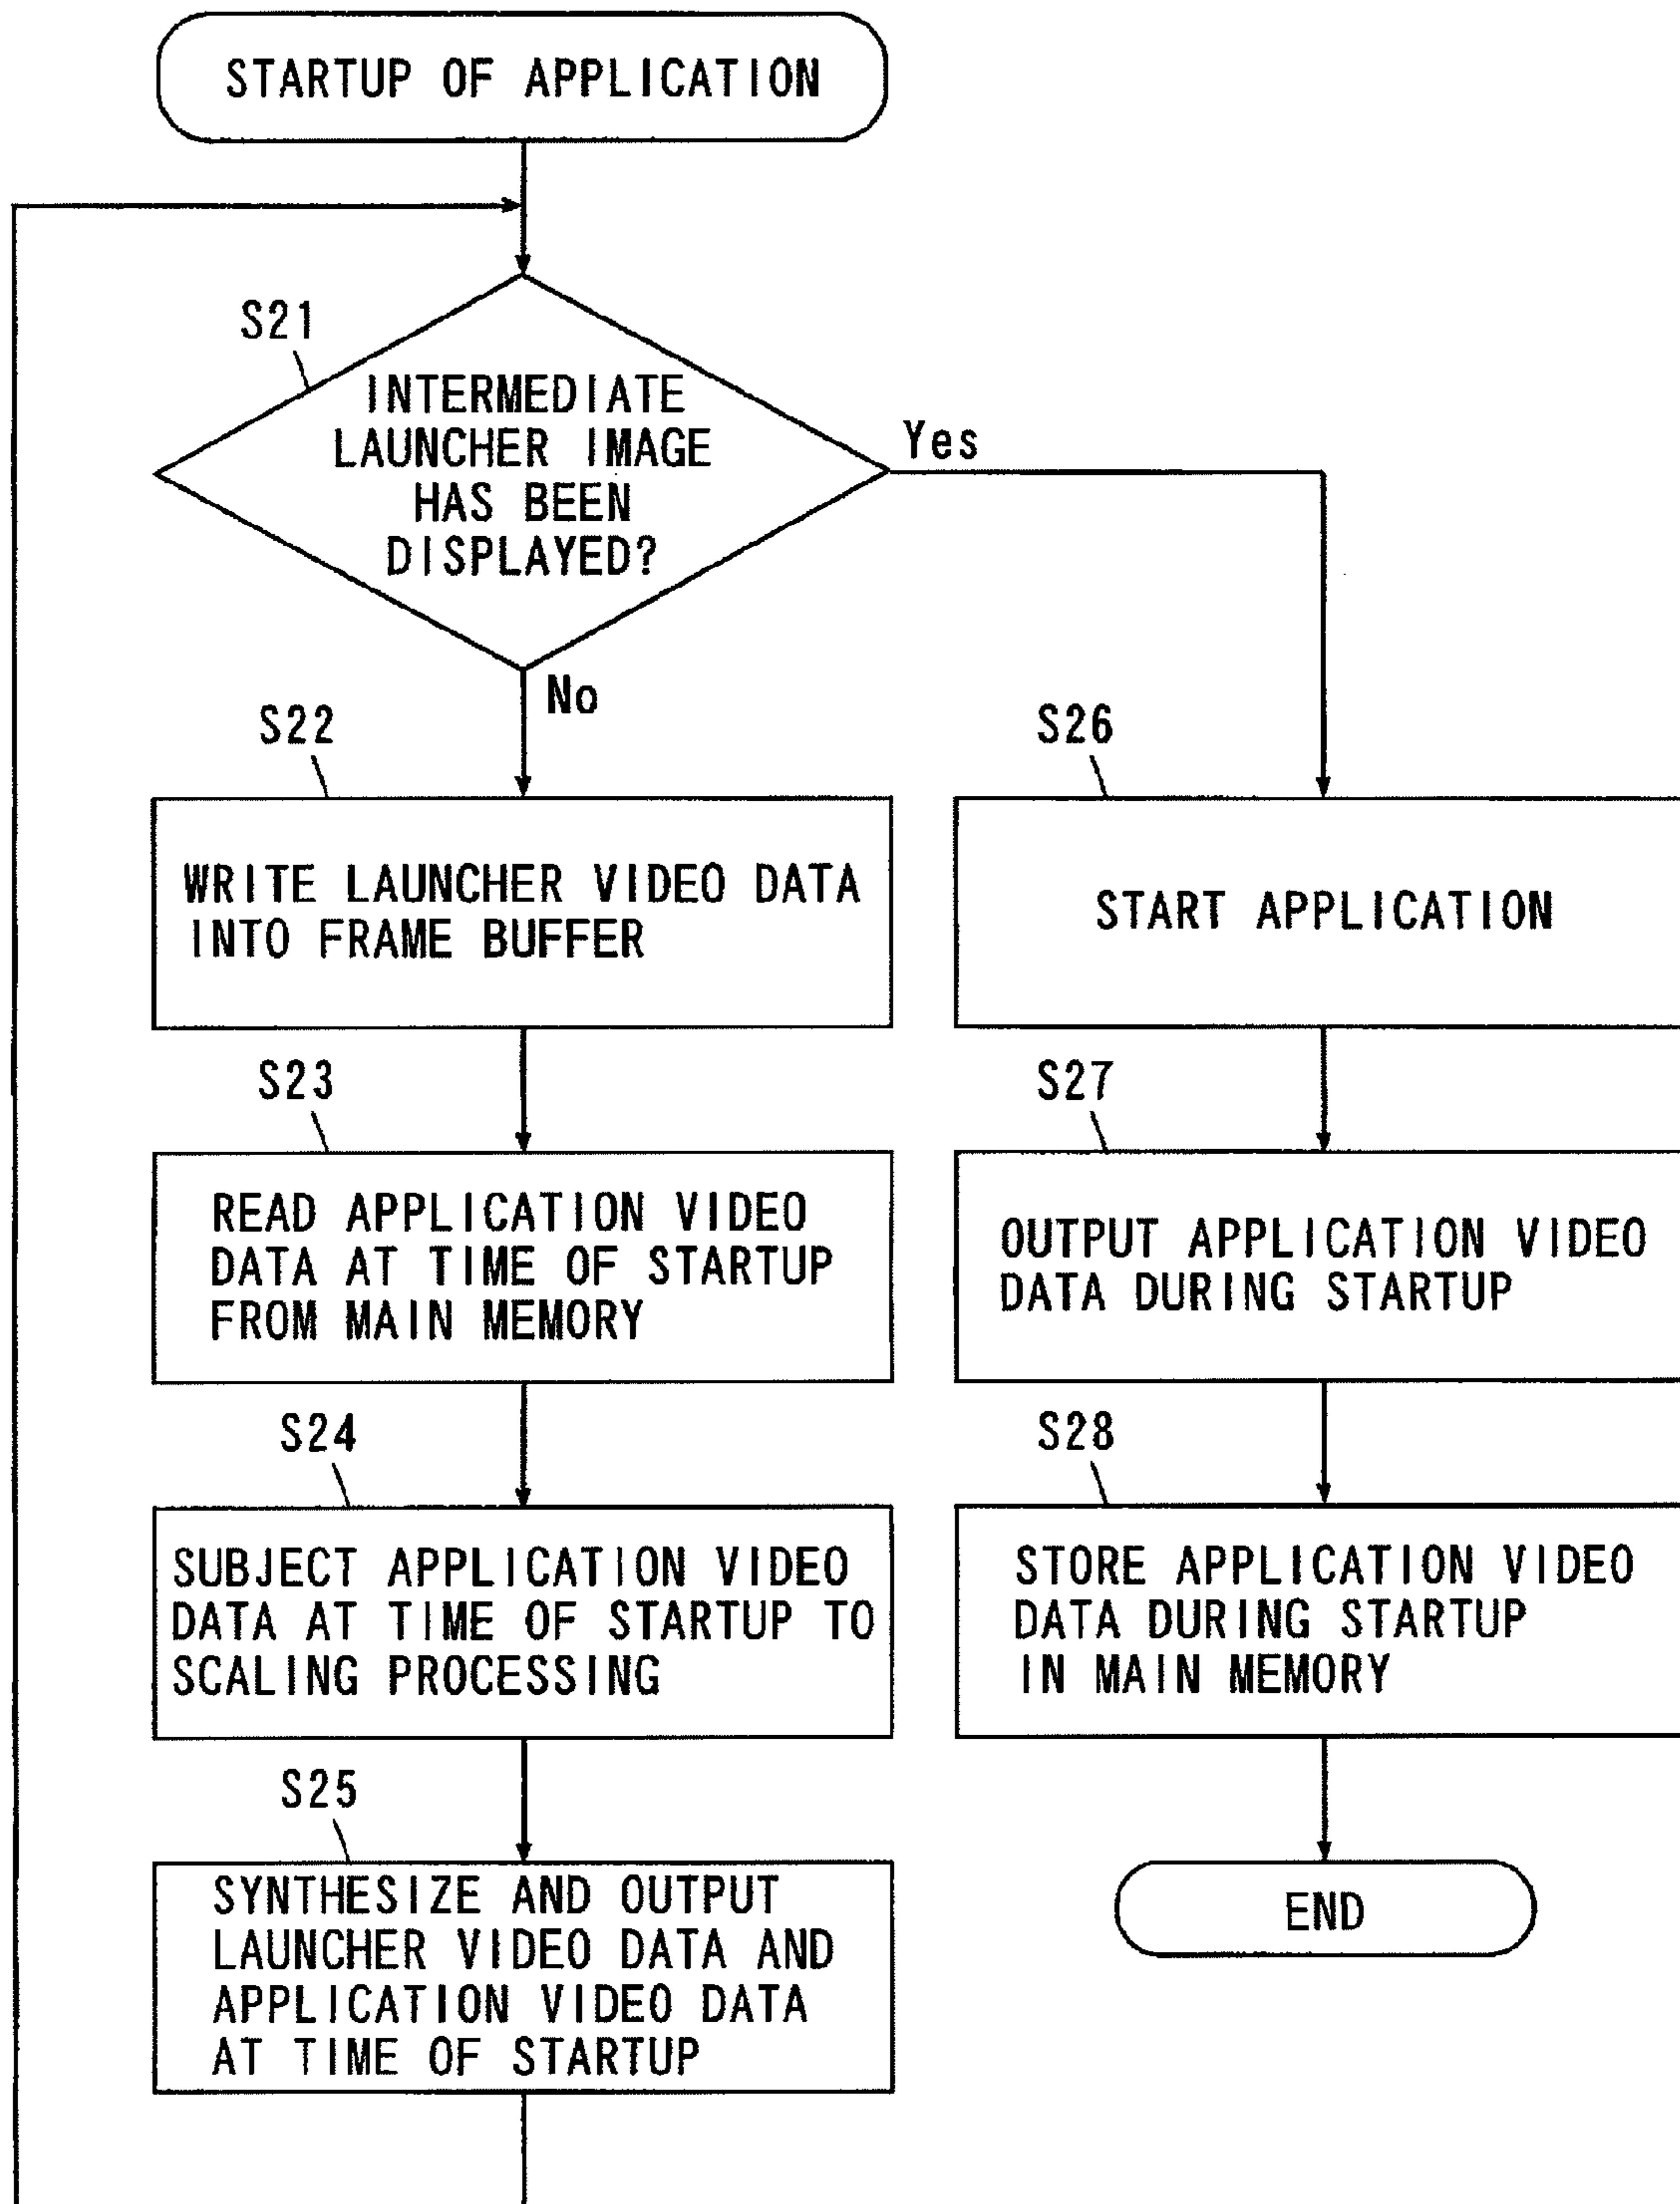 STARTUP OF APPLICATION
S21
INTERMEDIATE
LAUNCHER IMAGE
HAS BEEN
DISPLAYED?
Yes
No
S22
WRITE LAUNCHER VIDEO DATA
INTO FRAME BUFFER
S23
READ APPLICATION VIDEO
DATA AT TIME OF STARTUP
FROM MAIN MEMORY
S24
SUBJECT APPLICATION VIDEO
DATA AT TIME OF STARTUP TO
SCALING PROCESSING
S25
SYNTHESIZE AND OUTPUT
LAUNCHER VIDEO DATA AND
APPLICATION VIDEO DATA
AT TIME OF STARTUP
S26
START APPLICATION
S27
OUTPUT APPLICATION VIDEO
DATA DURING STARTUP
S28
STORE APPLICATION VIDEO
DATA DURING STARTUP
IN MAIN MEMORY
END